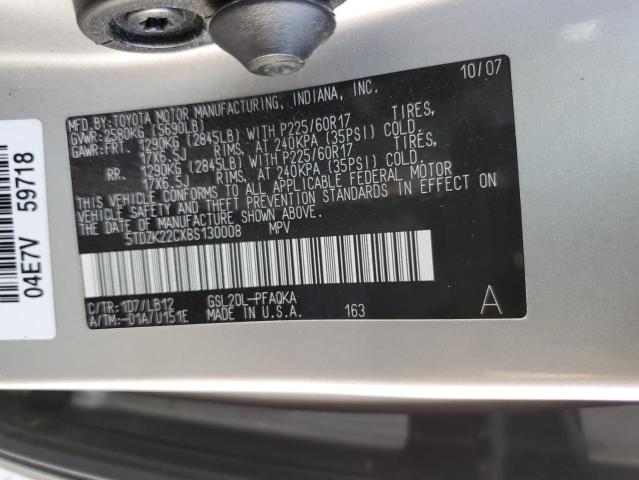 10/07
MFD.BY:TOYOTA MOTOR MANUFACTURING, INDIANA, INC.
GVWR:2580KG (5690LB)
GAWR:FRT. 1290KG (2845LB) WITH P225/60R17 TIRES,
17X6.5J RIMS, AT 240KPA (35PSI) COLD.
RR. 1290KG (2845LB) WITH P225/60R17 TIRES,
17X6.5J RIMS, AT 240KPA (35PSI) COLD.
THIS VEHICLE CONFORMS TO ALL APPLICABLE FEDERAL MOTOR
VEHICLE SAFETY AND THEFT PREVENTION STANDARDS IN EFFECT
ON THE DATE OF MANUFACTURE SHOWN ABOVE.
5TDZK22CX8S130008 MPV
C/TR:1D7/LB12 GSL20L-PFAQKA
A/TM:-01A/U151E MADE IN U.S.A. 163
A
04E7V 59718